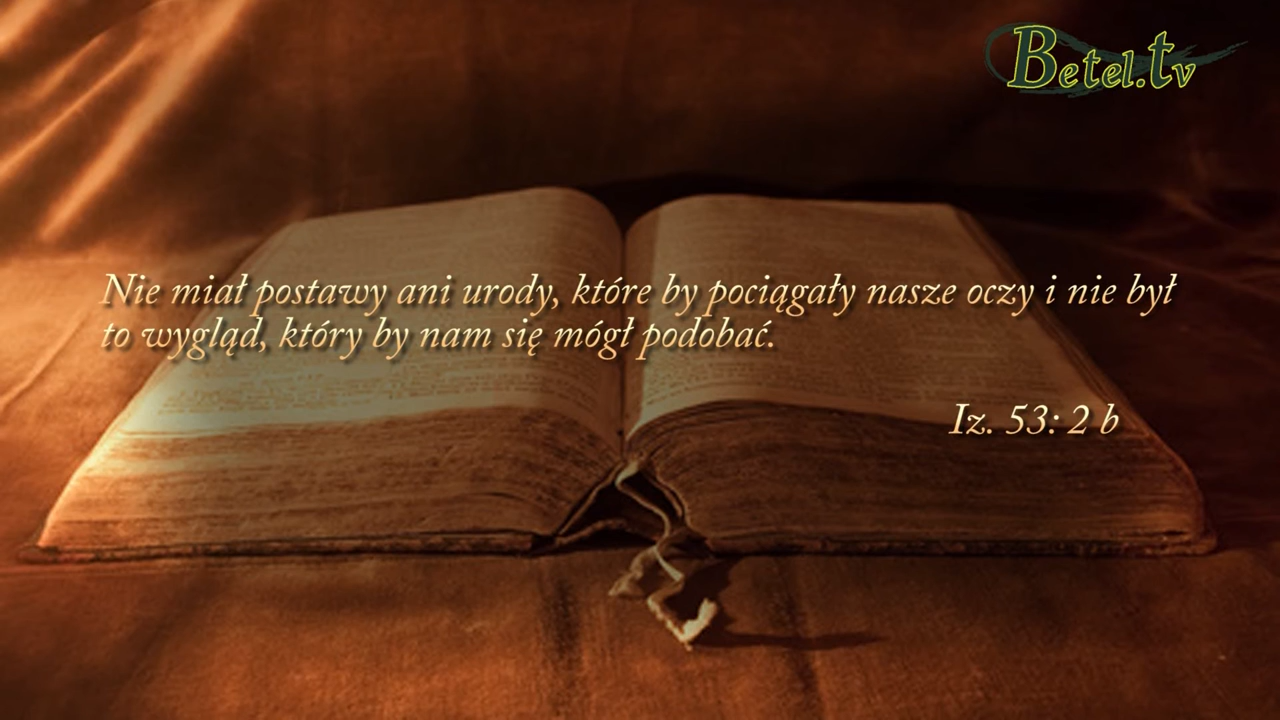 Betel.tv
Nie miał postawy ani urody, które by pociągały nasze oczy i nie był
to wygląd, który by nam się mógł podobać.
Iz. 53: 2 b